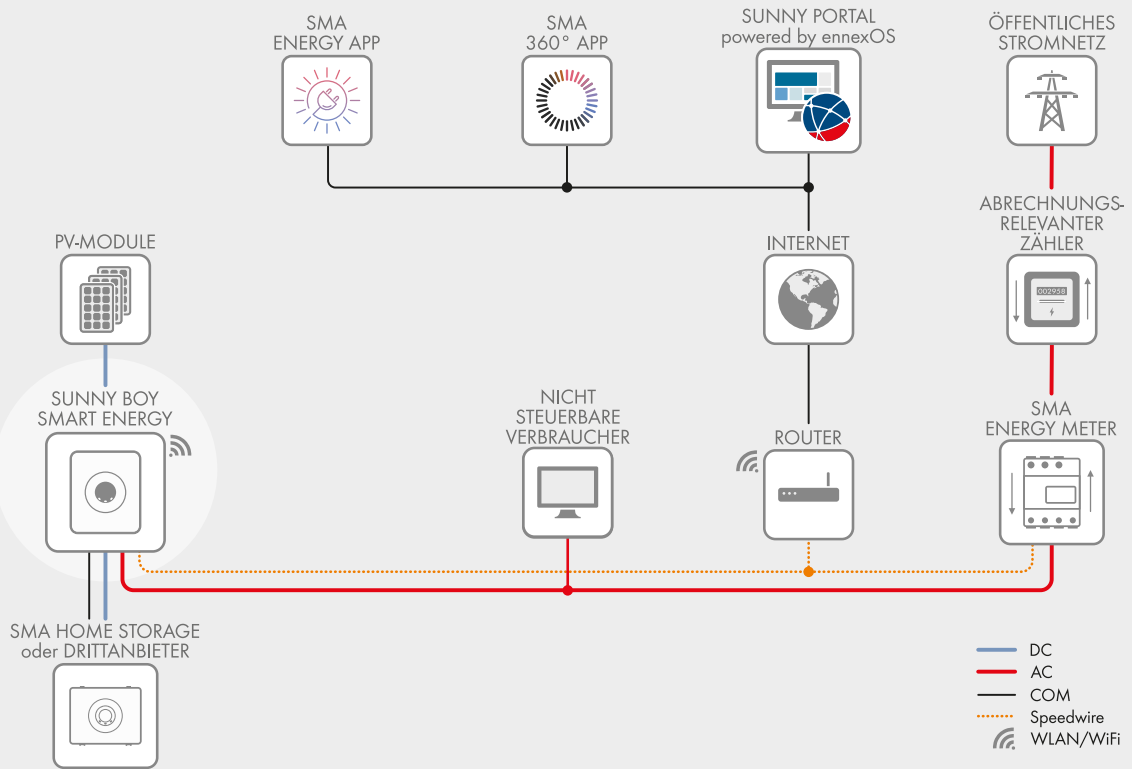 SMA
ENERGY APP
SMA
360° APP
SUNNY PORTAL
powered by ennexOS
ÖFFENTLICHES
STROMNETZ
ABRECHNUNGS-
RELEVANTER
ZÄHLER
002958
PV-MODULE
INTERNET
SUNNY BOY
SMART ENERGY
NICHT
STEUERBARE
VERBRAUCHER
ROUTER
SMA
ENERGY METER
SMA HOME STORAGE
oder DRITTANBIETER
DC
AC
COM
Speedwire
WLAN/WiFi